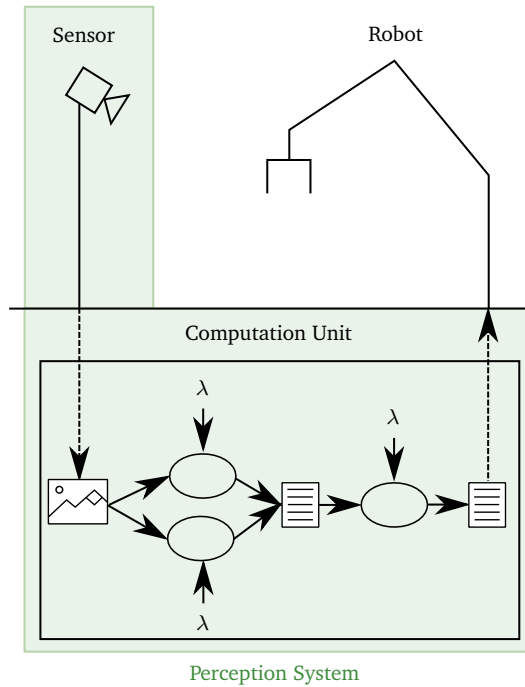 Sensor
Robot
Computation Unit
λ
λ
λ
Perception System